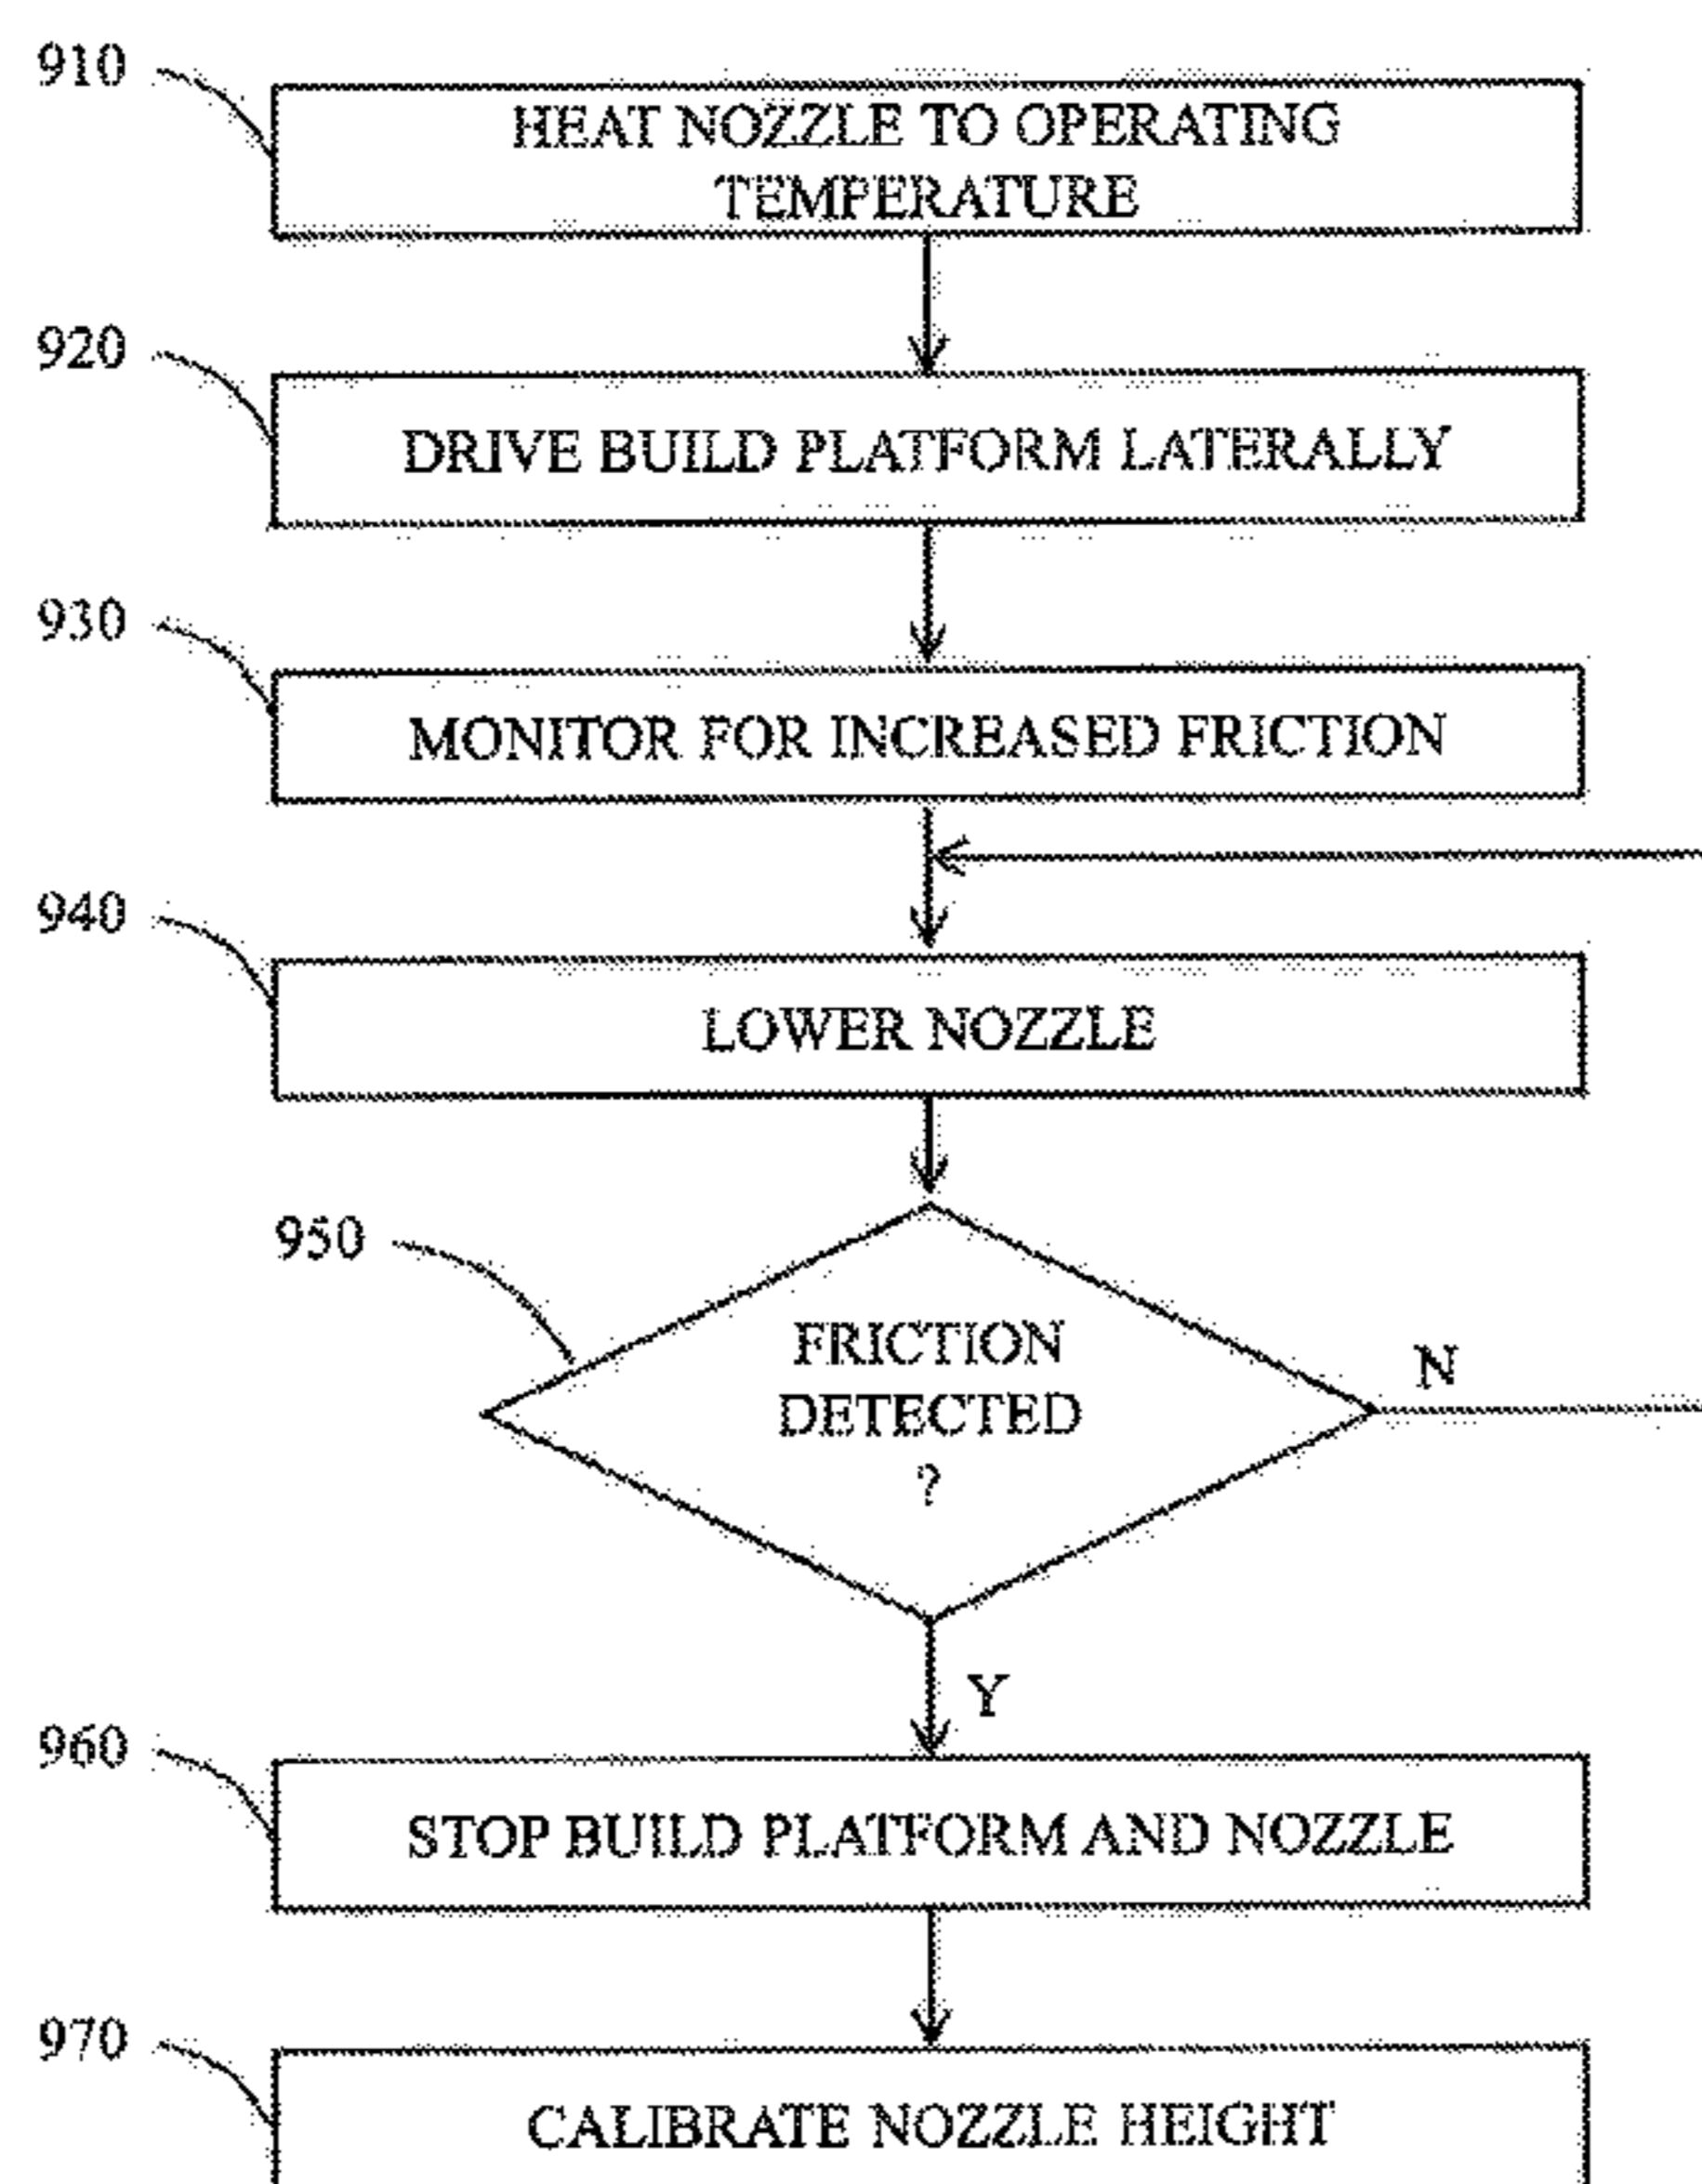 910
HEAT NOZZLE TO OPERATING
TEMPERATURE
920
DRIVE BUILD PLATFORM LATERALLY
930
MONITOR FOR INCREASED FRICTION
940
LOWER NOZZLE
950
FRICTION
DETECTED
?
N
Y
960
STOP BUILD PLATFORM AND NOZZLE
970
CALIBRATE NOZZLE HEIGHT